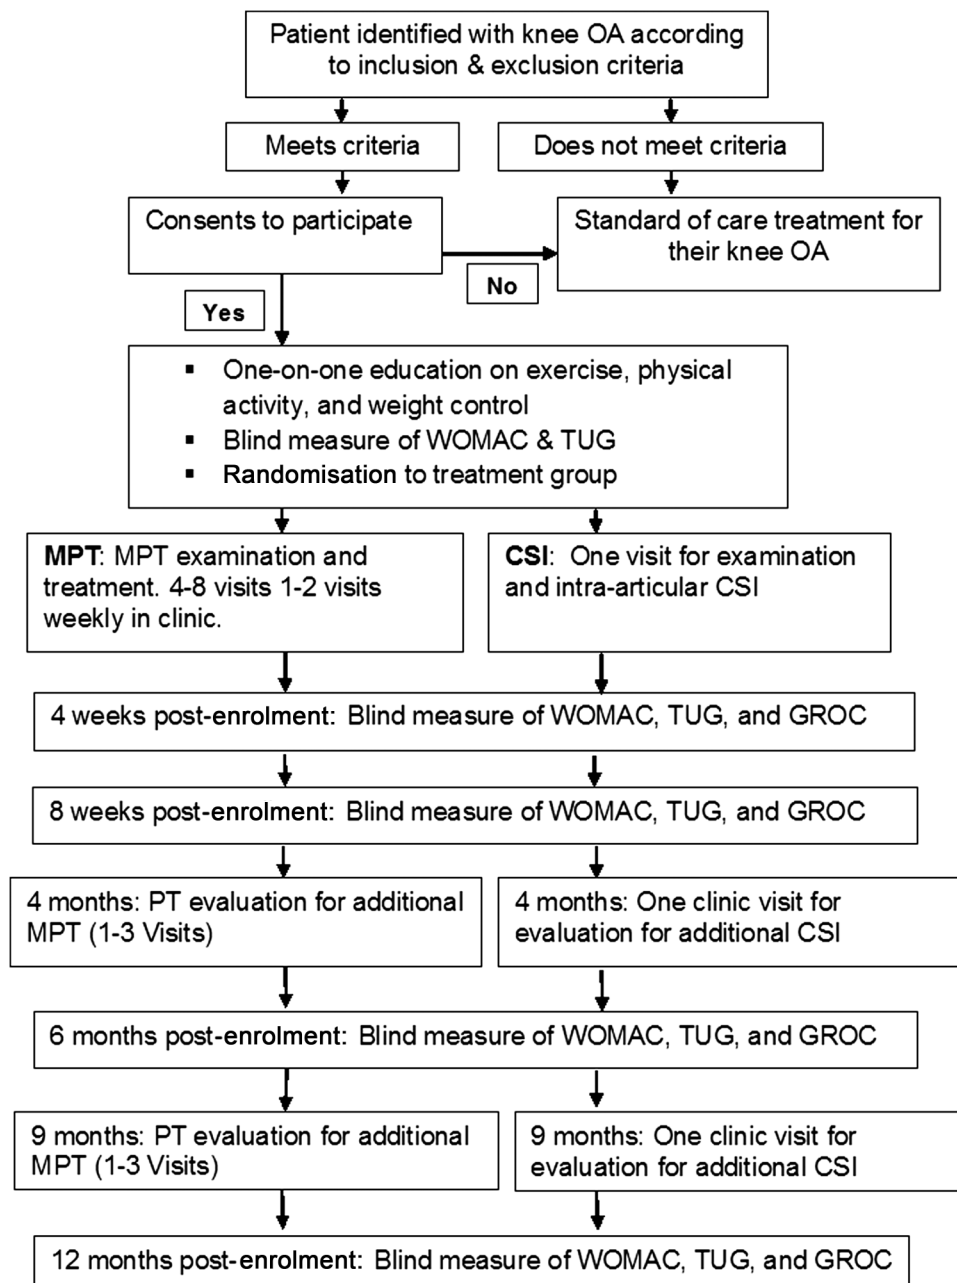 Patient identified with knee OA according
to inclusion & exclusion criteria
Meets criteria
Does not meet criteria
Consents to participate
Standard of care treatment for
their knee OA
No
Yes
▪ One-on-one education on exercise, physical
activity, and weight control
▪ Blind measure of WOMAC & TUG
▪ Randomisation to treatment group
MPT: MPT examination and
treatment. 4-8 visits 1-2 visits
weekly in clinic.
CSI: One visit for examination
and intra-articular CSI
4 weeks post-enrolment: Blind measure of WOMAC, TUG, and GROC
8 weeks post-enrolment: Blind measure of WOMAC, TUG, and GROC
4 months: PT evaluation for additional
MPT (1-3 Visits)
4 months: One clinic visit for
evaluation for additional CSI
6 months post-enrolment: Blind measure of WOMAC, TUG, and GROC
9 months: PT evaluation for additional
MPT (1-3 Visits)
9 months: One clinic visit for
evaluation for additional CSI
12 months post-enrolment: Blind measure of WOMAC, TUG, and GROC